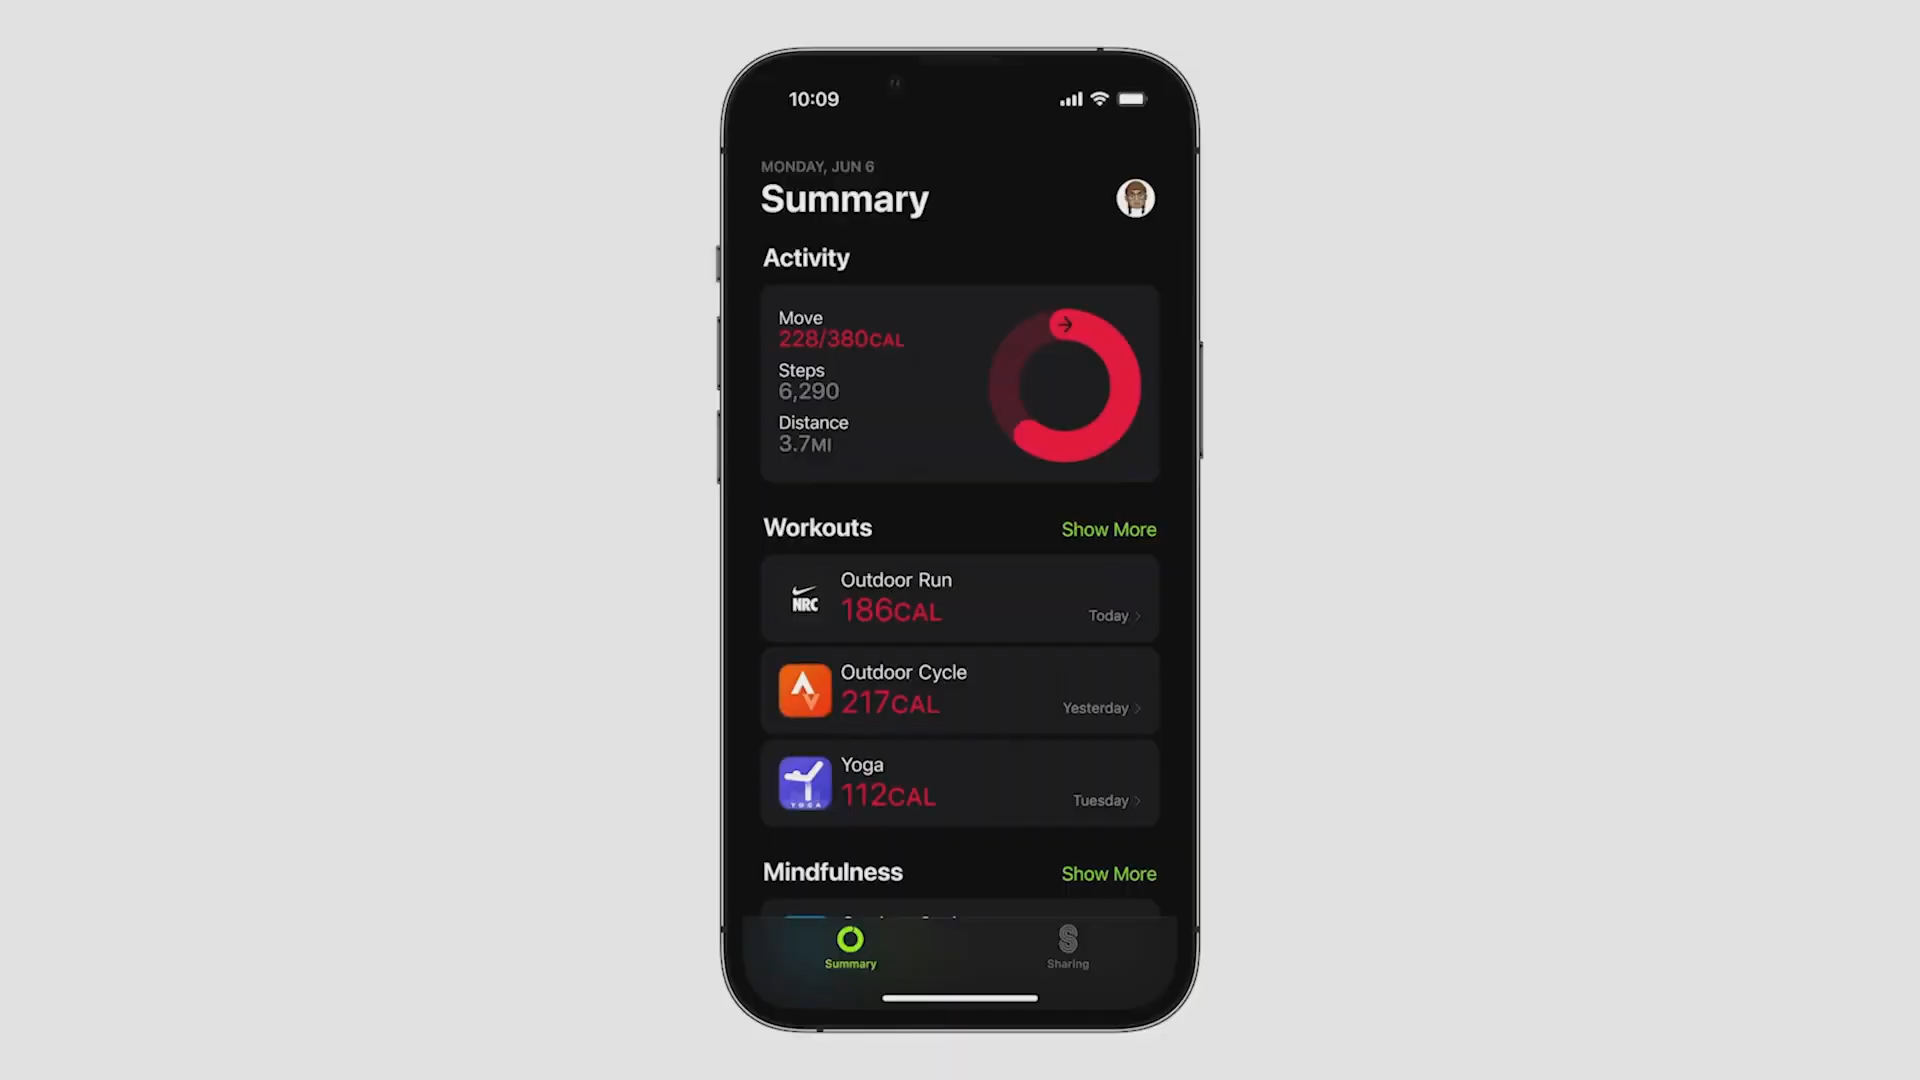 10:09
MONDAY, JUN 6
Summary
Activity
Move
228/380CAL
Steps
6,290
Distance
3.7MI
Workouts
Show More
NRC
Outdoor Run
186CAL
Today
Outdoor Cycle
217CAL
Yesterday
YOGA
Yoga
112CAL
Tuesday
Mindfulness
Show More
Summary
Sharing